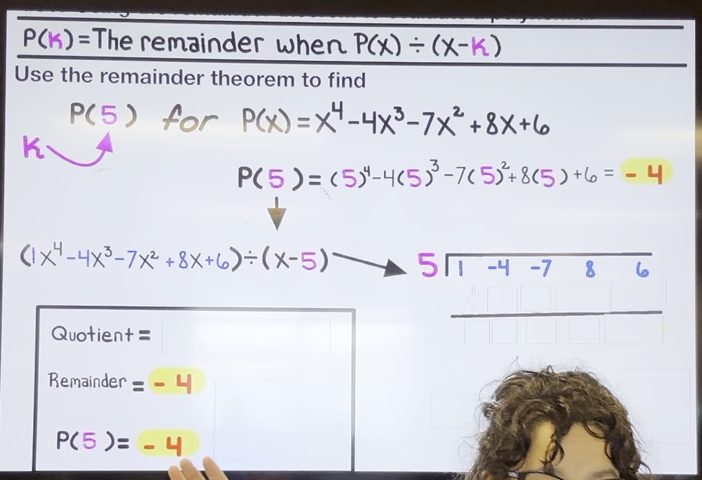 P(K)=The remainder when P(x) ÷ (x-K)
Use the remainder theorem to find
P(5) for P(x) = x⁴-4x³-7x²+8x+6
K
P(5)=(5)⁴-4(5)³-7(5)²+8(5)+6= -4
(1x⁴-4x³-7x²+8x+6)÷(x-5)
5 1 -4 -7 8 6
Quotient =
Remainder = -4
P(5)= -4